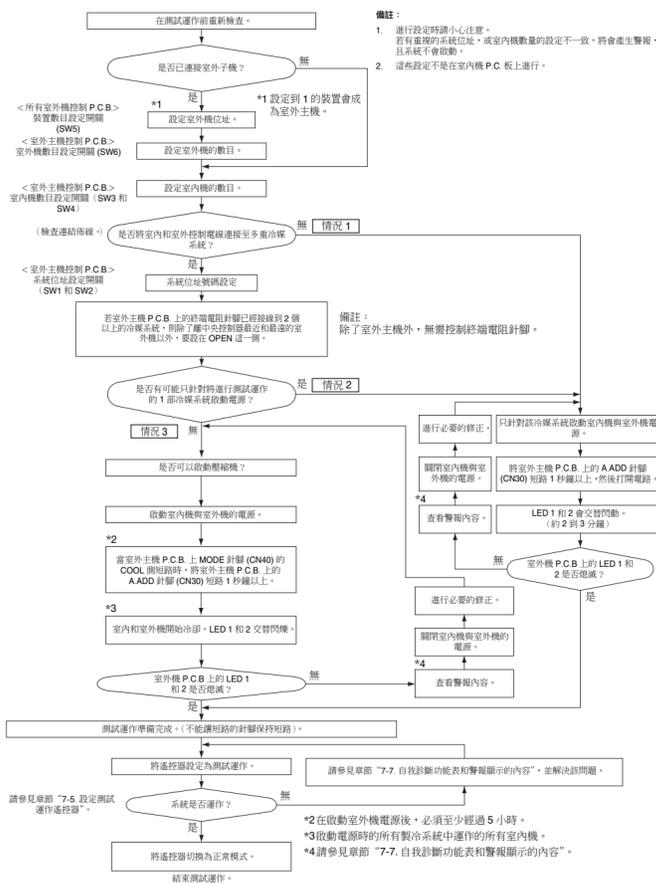 在測試運作前重新檢查。
備註：
1. 進行設定時請小心注意。
若有重複的系統位址，或室內機數量的設定不一致，將會產生警報，
且系統不會啟動。
2. 這些設定不是在室內機 P.C. 板上進行。
是否已連接室外子機？
無
是
*1 設定到 1 的裝置會成
為室外主機。
＜所有室外機控制 P.C.B.＞
裝置數目設定開關
(SW5)
*1
設定室外機位址。
＜室外主機控制 P.C.B.＞
室外機數目設定開關 (SW6)
設定室外機的數目。
＜室外主機控制 P.C.B.＞
室內機數目設定開關（SW3 和
SW4）
設定室內機的數目。
（檢查連結佈線。）
是否將室內和室外控制電線連接至多重冷媒
系統？
無
情況 1
是
＜室外主機控制 P.C.B.＞
系統位址設定開關
(SW1 和 SW2)
系統位址號碼設定
若室外主機 P.C.B. 上的終端電阻針腳已經接線到 2 個
以上的冷媒系統，則除了離中央控制器最近和最遠的室
外機以外，要設在 OPEN 這一側。
備註：
除了室外主機外，無需控制終端電阻針腳。
是否有可能只針對將進行測試運作
的 1 部冷媒系統啟動電源？
是
情況 2
情況 3
無
是否可以啟動壓縮機？
啟動室內機與室外機的電源。
*2
當室外主機 P.C.B. 上 MODE 針腳 (CN40) 的
COOL 側短路時，將室外主機 P.C.B. 上的
A.ADD 針腳 (CN30) 短路 1 秒鐘以上。
*3
室內和室外機開始冷卻。LED 1 和 2 交替閃爍。
室外機 P.C.B 上的 LED 1
和 2 是否熄滅？
無
是
進行必要的修正。
關閉室內機與室外機的
電源。
*4
查看警報內容。
進行必要的修正。
關閉室內機與室
外機的電源。
*4
查看警報內容。
只針對該冷媒系統啟動室內機與室外機電
源。
將室外主機 P.C.B. 上的 A.ADD 針腳
(CN30) 短路 1 秒鐘以上，然後打開電路。
LED 1 和 2 會交替閃動。
（約 2 到 3 分鐘）
無
室外機 P.C.B 上的 LED 1 和
2 是否熄滅？
是
測試運作準備完成。（不能讓短路的針腳保持短路）。
將遙控器設定為測試運作。
請參見章節 “7-7. 自我診斷功能表和警報顯示的內容”，並解決該問題。
請參見章節 “7-5. 設定測試
運作遙控器”。
系統是否運作？
無
是
將遙控器切換為正常模式。
結束測試運作。
*2 在啟動室外機電源後，必須至少經過 5 小時。
*3 啟動電源時的所有製冷系統中運作的所有室內機。
*4 請參見章節 “7-7. 自我診斷功能表和警報顯示的內容”。